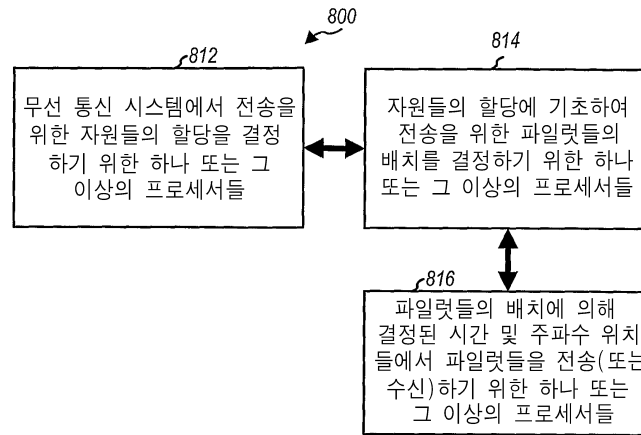 800
812
무선 통신 시스템에서 전송을
위한 자원들의 할당을 결정
하기 위한 하나 또는 그
이상의 프로세서들
814
자원들의 할당에 기초하여
전송을 위한 파일럿들의
배치를 결정하기 위한 하나
또는 그 이상의 프로세서들
816
파일럿들의 배치에 의해
결정된 시간 및 주파수 위치
들에서 파일럿들을 전송(또는
수신)하기 위한 하나 또는
그 이상의 프로세서들